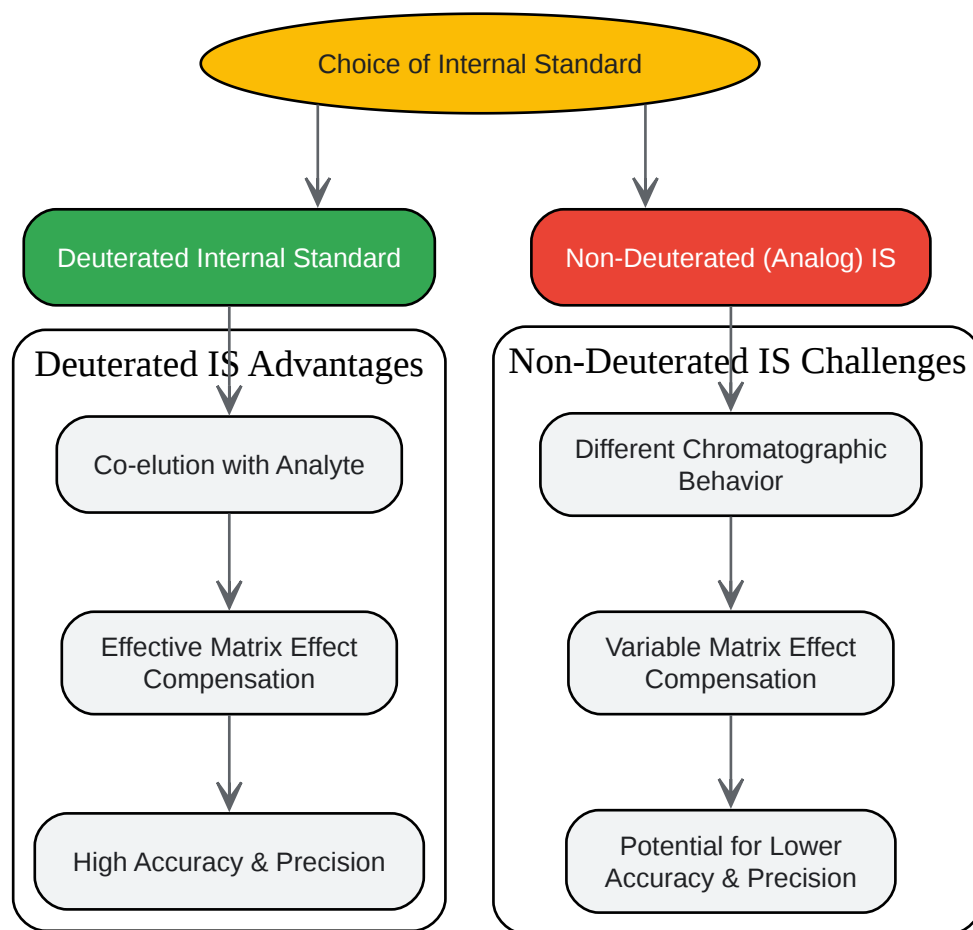 Choice of Internal Standard
Deuterated Internal Standard
Non-Deuterated (Analog) IS
Deuterated IS Advantages
Co-elution with Analyte
Effective Matrix Effect
Compensation
High Accuracy & Precision
Non-Deuterated IS Challenges
Different Chromatographic
Behavior
Variable Matrix Effect
Compensation
Potential for Lower
Accuracy & Precision